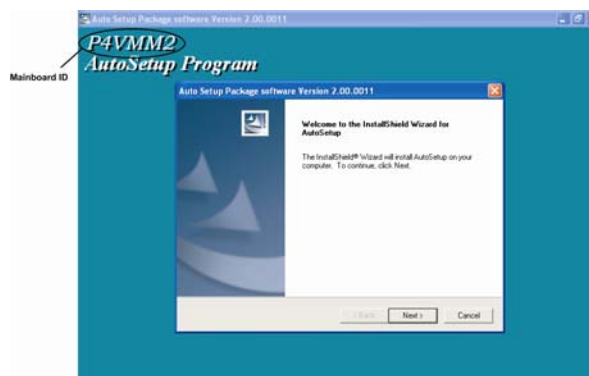 Auto Setup Package software Version 2.00.0011
P4VMM2
AutoSetup Program
Mainboard ID
Auto Setup Package software Version 2.00.0011
Welcome to the InstallShield Wizard for
AutoSetup
The InstallShield® Wizard will install AutoSetup on your
computer. To continue, click Next.
< Back
Next >
Cancel